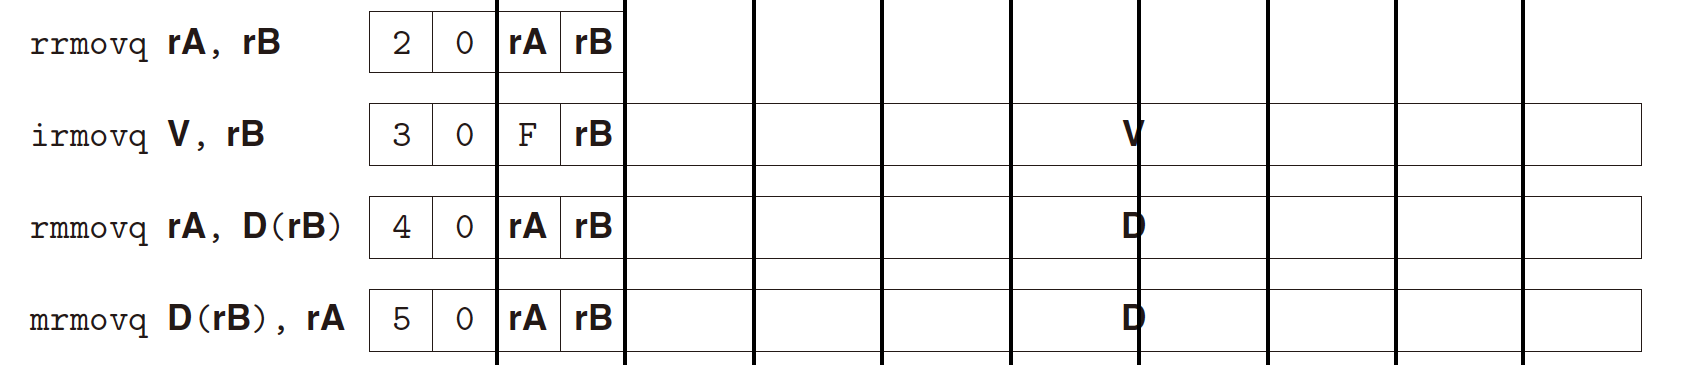 rrmovq rA, rB 2 0 rA rB
irmovq V, rB 3 0 F rB V
rmmovq rA, D(rB) 4 0 rA rB D
mrmovq D(rB), rA 5 0 rA rB D